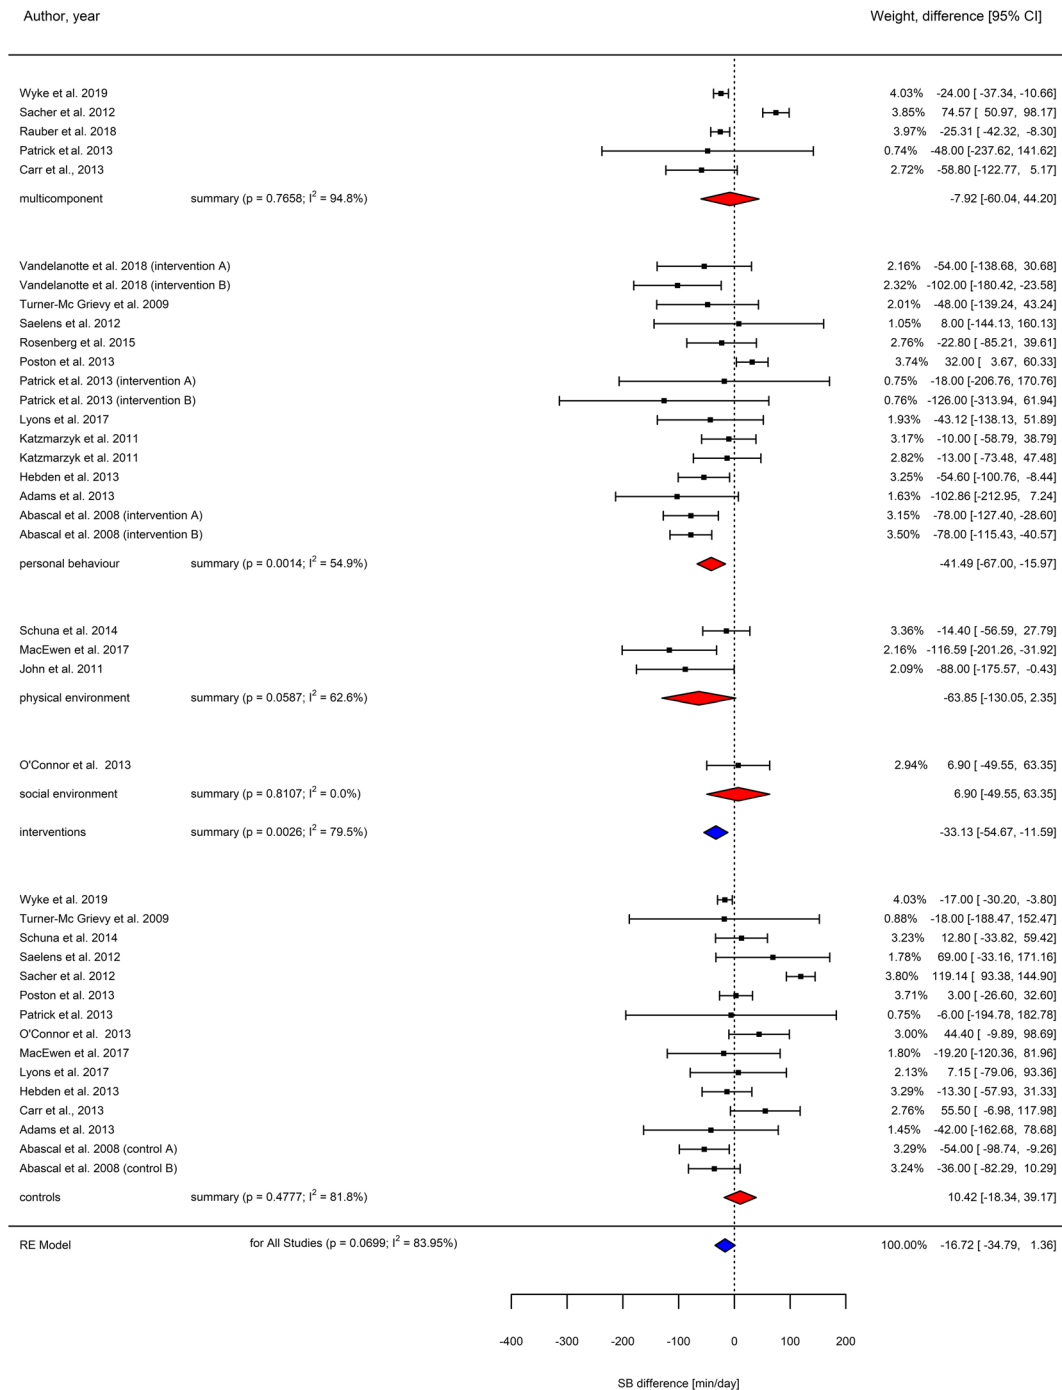 Author, year Weight, difference [95% CI]
Wyke et al. 2019 4.03% -24.00 [ -37.34, -10.66]
Sacher et al. 2012 3.85% 74.57 [ 50.97, 98.17]
Rauber et al. 2018 3.97% -25.31 [ -42.32, -8.30]
Patrick et al. 2013 0.74% -48.00 [-237.62, 141.62]
Carr et al., 2013 2.72% -58.80 [-122.77, 5.17]
multicomponent summary (p = 0.7658; I² = 94.8%) -7.92 [-60.04, 44.20]
Vandelanotte et al. 2018 (intervention A) 2.16% -54.00 [-138.68, 30.68]
Vandelanotte et al. 2018 (intervention B) 2.32% -102.00 [-180.42, -23.58]
Turner-Mc Grievy et al. 2009 2.01% -48.00 [-139.24, 43.24]
Saelens et al. 2012 1.05% 8.00 [-144.13, 160.13]
Rosenberg et al. 2015 2.76% -22.80 [ -85.21, 39.61]
Poston et al. 2013 3.74% 32.00 [ 3.67, 60.33]
Patrick et al. 2013 (intervention A) 0.75% -18.00 [-206.76, 170.76]
Patrick et al. 2013 (intervention B) 0.76% -126.00 [-313.94, 61.94]
Lyons et al. 2017 1.93% -43.12 [-138.13, 51.89]
Katzmarzyk et al. 2011 3.17% -10.00 [ -58.79, 38.79]
Katzmarzyk et al. 2011 2.82% -13.00 [ -73.48, 47.48]
Hebden et al. 2013 3.25% -54.60 [-100.76, -8.44]
Adams et al. 2013 1.63% -102.86 [-212.95, 7.24]
Abascal et al. 2008 (intervention A) 3.15% -78.00 [-127.40, -28.60]
Abascal et al. 2008 (intervention B) 3.50% -78.00 [-115.43, -40.57]
personal behaviour summary (p = 0.0014; I² = 54.9%) -41.49 [-67.00, -15.97]
Schuna et al. 2014 3.36% -14.40 [ -56.59, 27.79]
MacEwen et al. 2017 2.16% -116.59 [-201.26, -31.92]
John et al. 2011 2.09% -88.00 [-175.57, -0.43]
physical environment summary (p = 0.0587; I² = 62.6%) -63.85 [-130.05, 2.35]
O'Connor et al. 2013 2.94% 6.90 [ -49.55, 63.35]
social environment summary (p = 0.8107; I² = 0.0%) 6.90 [-49.55, 63.35]
interventions summary (p = 0.0026; I² = 79.5%) -33.13 [-54.67, -11.59]
Wyke et al. 2019 4.03% -17.00 [ -30.20, -3.80]
Turner-Mc Grievy et al. 2009 0.88% -18.00 [-188.47, 152.47]
Schuna et al. 2014 3.23% 12.80 [ -33.82, 59.42]
Saelens et al. 2012 1.78% 69.00 [ -33.16, 171.16]
Sacher et al. 2012 3.80% 119.14 [ 93.38, 144.90]
Poston et al. 2013 3.71% 3.00 [ -26.60, 32.60]
Patrick et al. 2013 0.75% -6.00 [-194.78, 182.78]
O'Connor et al. 2013 3.00% 44.40 [ -9.89, 98.69]
MacEwen et al. 2017 1.80% -19.20 [-120.36, 81.96]
Lyons et al. 2017 2.13% 7.15 [ -79.06, 93.36]
Hebden et al. 2013 3.29% -13.30 [ -57.93, 31.33]
Carr et al., 2013 2.76% 55.50 [ -6.98, 117.98]
Adams et al. 2013 1.45% -42.00 [-162.68, 78.68]
Abascal et al. 2008 (control A) 3.29% -54.00 [ -98.74, -9.26]
Abascal et al. 2008 (control B) 3.24% -36.00 [ -82.29, 10.29]
controls summary (p = 0.4777; I² = 81.8%) 10.42 [-18.34, 39.17]
RE Model for All Studies (p = 0.0699; I² = 83.95%) 100.00% -16.72 [ -34.79, 1.36]
-400 -300 -200 -100 0 100 200
SB difference [min/day]